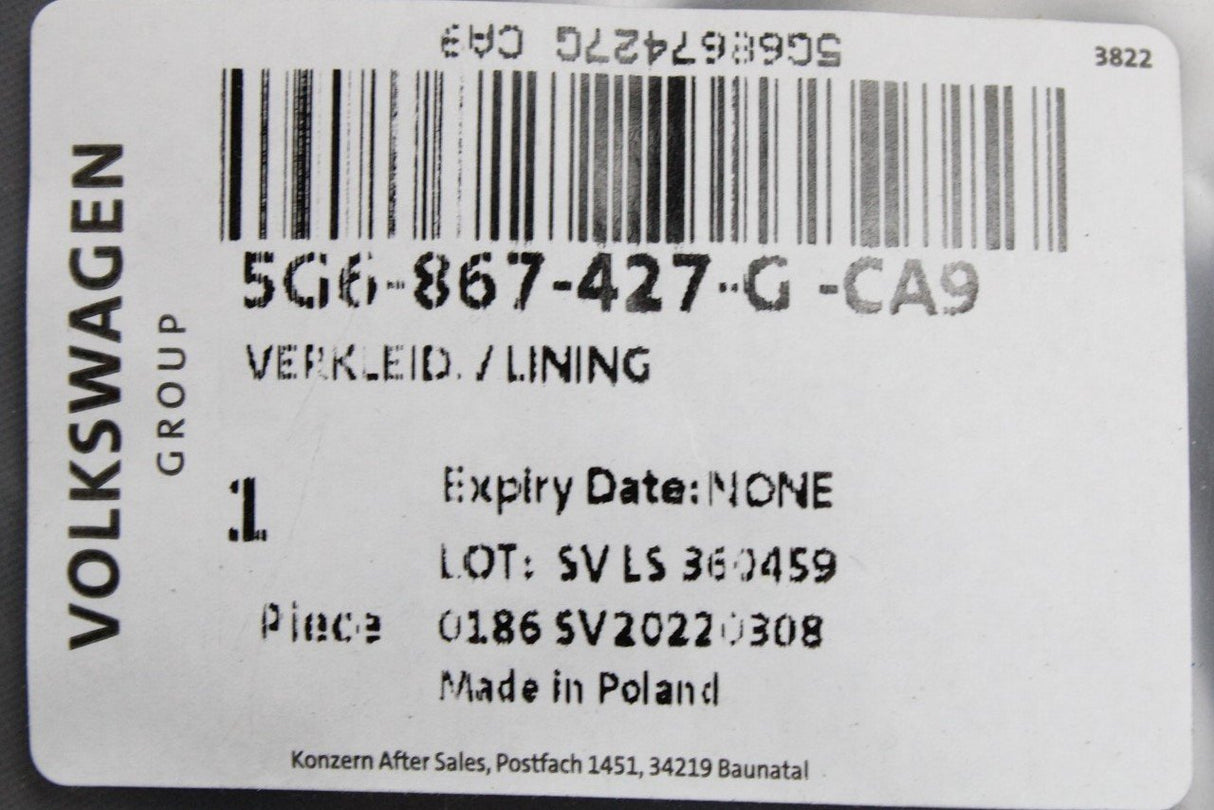 5G6867427G CA9
3822
5G6-867-427-G -CA9
VERKLEID. / LINING
VOLKSWAGEN
GROUP
1
Piece
Expiry Date: NONE
LOT: SV LS 360459
0186 SV20220308
Made in Poland
Konzern After Sales, Postfach 1451, 34219 Baunatal